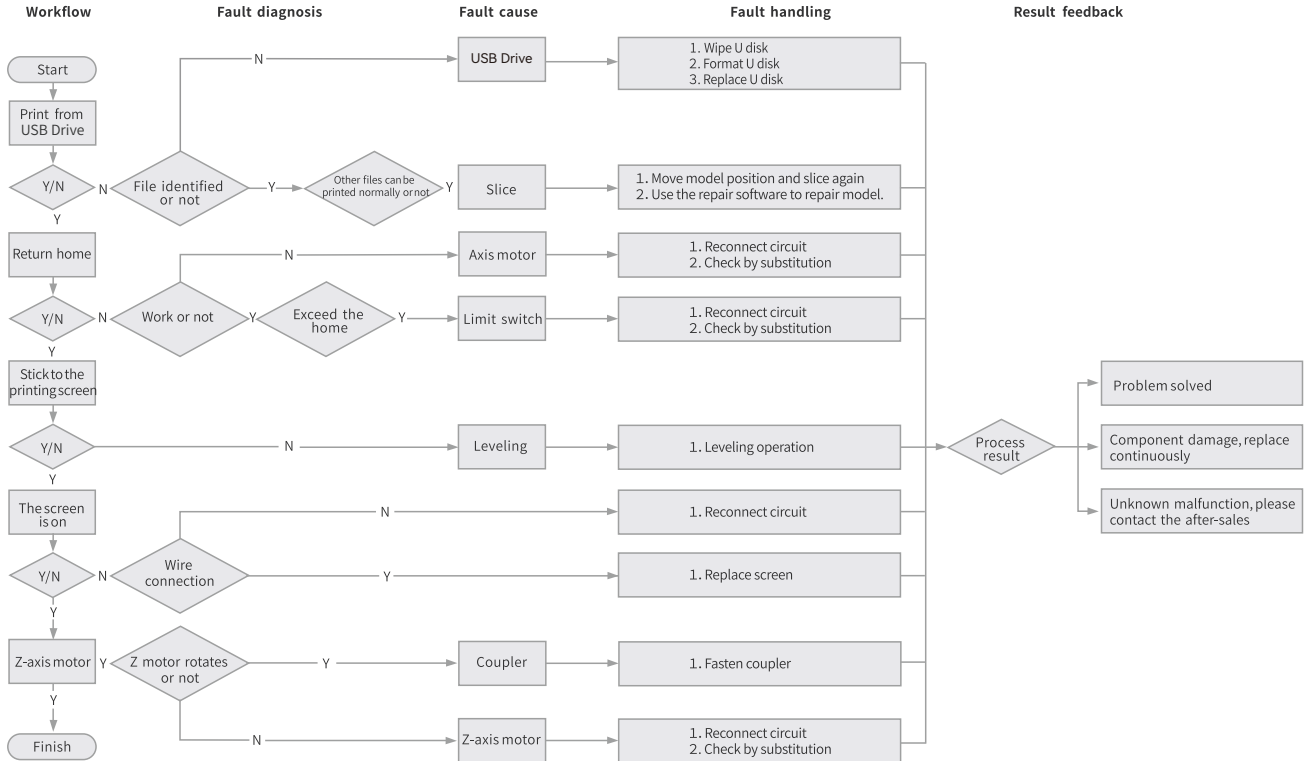 Workflow
Fault diagnosis
Fault cause
Fault handling
Result feedback
Start
Print from
USB Drive
Y/N
N
File identified
or not
N
USB Drive
1. Wipe U disk
2. Format U disk
3. Replace U disk
Y
Other files can be
printed normally or not
Y
Slice
1. Move model position and slice again
2. Use the repair software to repair model.
Y
Return home
Y/N
N
Work or not
N
Axis motor
1. Reconnect circuit
2. Check by substitution
Y
Exceed the
home
Y
Limit switch
1. Reconnect circuit
2. Check by substitution
Y
Stick to the
printing screen
Y/N
N
Leveling
1. Leveling operation
Y
The screen
is on
Y/N
N
Wire
connection
N
1. Reconnect circuit
Y
1. Replace screen
Y
Z-axis motor
Y
Z motor rotates
or not
Y
Coupler
1. Fasten coupler
N
Z-axis motor
1. Reconnect circuit
2. Check by substitution
Y
Finish
Process
result
Problem solved
Component damage, replace
continuously
Unknown malfunction, please
contact the after-sales